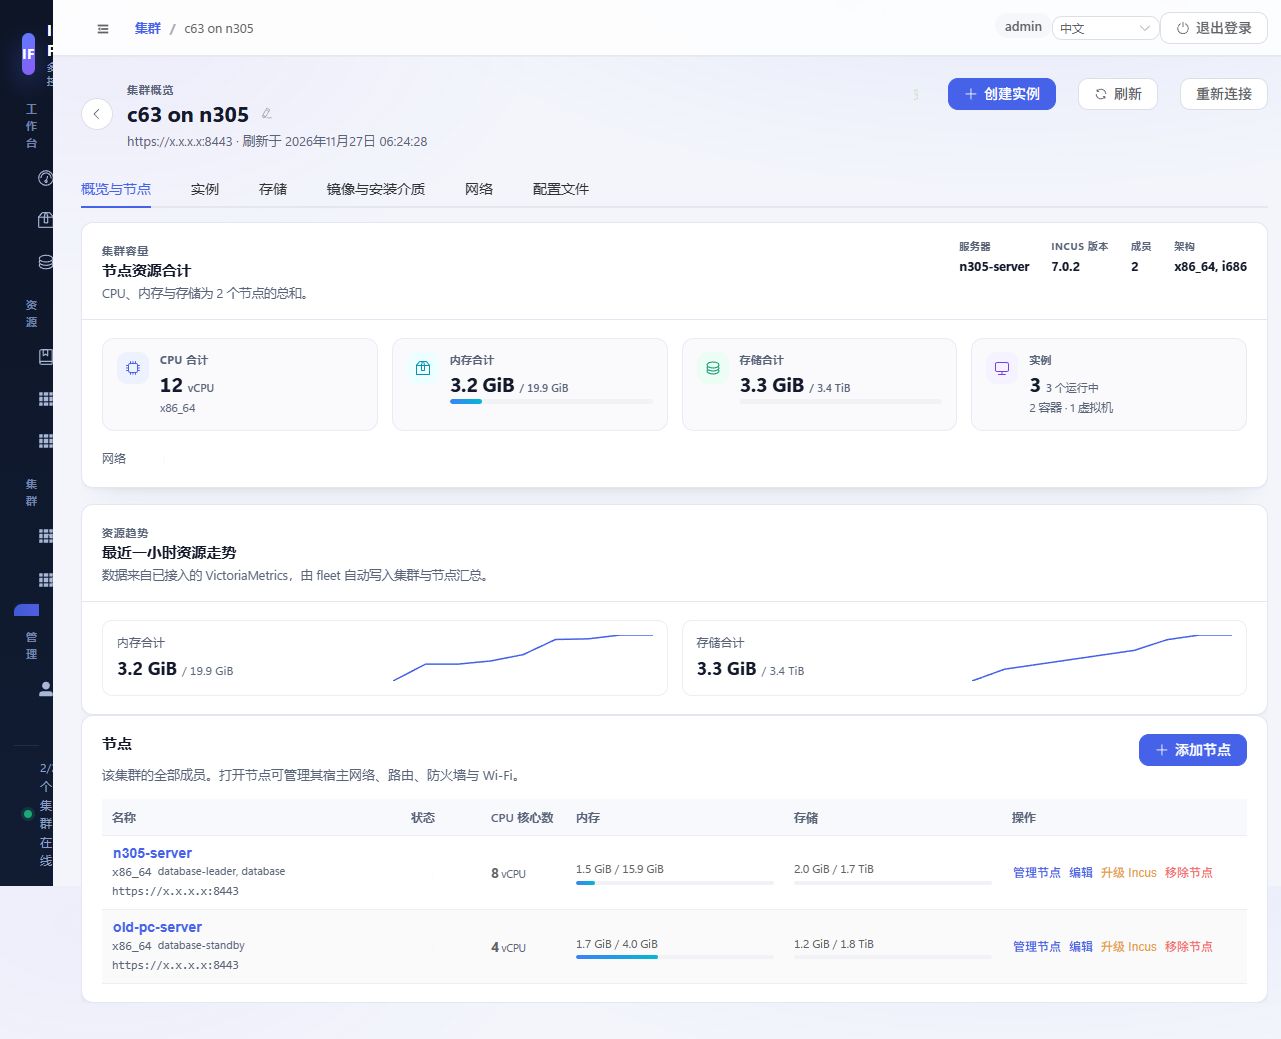 集群 / c63 on n305
admin
中文
退出登录
IF
工作台
资源
集群
管理
个集群在线
集群概览
c63 on n305
https://x.x.x.x:8443 · 刷新于 2026年11月27日 06:24:28
创建实例
刷新
重新连接
概览与节点 实例 存储 镜像与安装介质 网络 配置文件
集群容量
节点资源合计
CPU、内存与存储为 2 个节点的总和。
服务器 INCUS 版本 成员 架构
n305-server 7.0.2 2 x86_64, i686
CPU 合计
12 vCPU
x86_64
内存合计
3.2 GiB / 19.9 GiB
存储合计
3.3 GiB / 3.4 TiB
实例
3 3 个运行中
2 容器 · 1 虚拟机
网络
资源趋势
最近一小时资源走势
数据来自已接入的 VictoriaMetrics，由 fleet 自动写入集群与节点汇总。
内存合计
3.2 GiB / 19.9 GiB
存储合计
3.3 GiB / 3.4 TiB
节点
添加节点
该集群的全部成员。打开节点可管理其宿主网络、路由、防火墙与 Wi-Fi。
名称 状态 CPU 核心数 内存 存储 操作
n305-server
x86_64 database-leader, database
https://x.x.x.x:8443
8 vCPU
1.5 GiB / 15.9 GiB
2.0 GiB / 1.7 TiB
管理节点 编辑 升级 Incus 移除节点
old-pc-server
x86_64 database-standby
https://x.x.x.x:8443
4 vCPU
1.7 GiB / 4.0 GiB
1.2 GiB / 1.8 TiB
管理节点 编辑 升级 Incus 移除节点